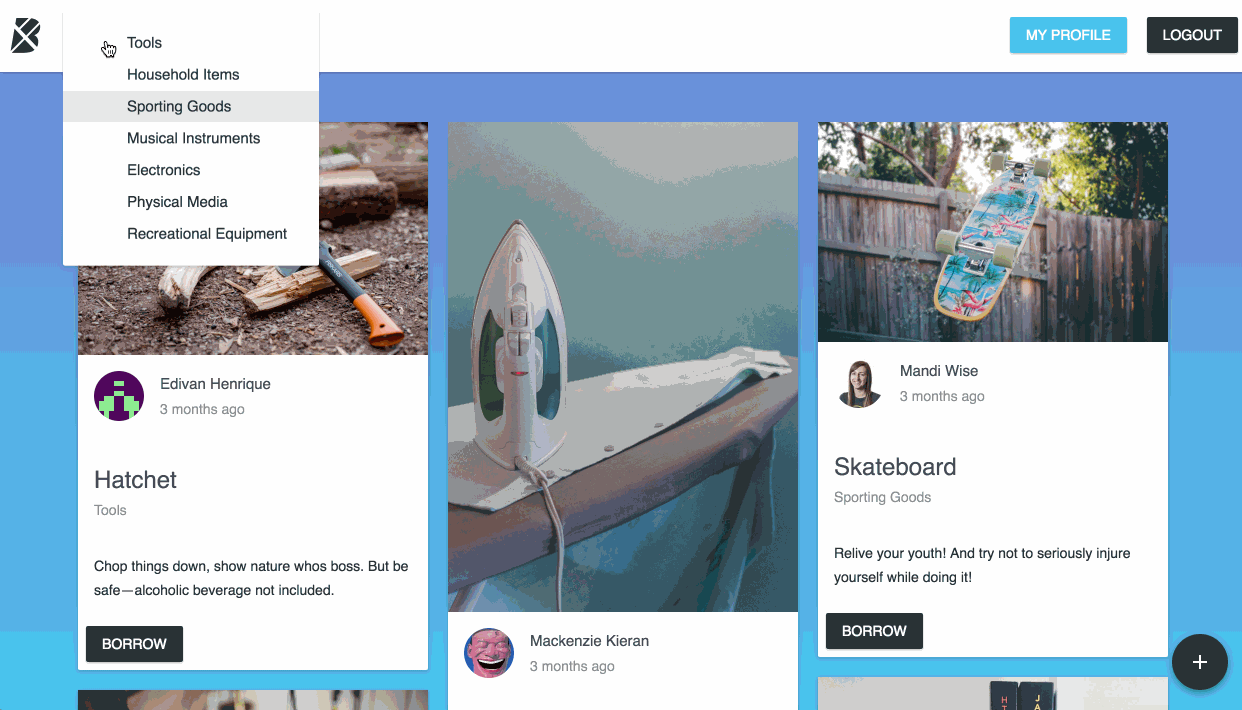 Tools
Household Items
Sporting Goods
Musical Instruments
Electronics
Physical Media
Recreational Equipment
MY PROFILE
LOGOUT
Edivan Henrique
3 months ago
Hatchet
Tools
Chop things down, show nature whos boss. But be
safe—alcoholic beverage not included.
BORROW
Mackenzie Kieran
3 months ago
Mandi Wise
3 months ago
Skateboard
Sporting Goods
Relive your youth! And try not to seriously injure
yourself while doing it!
BORROW
+